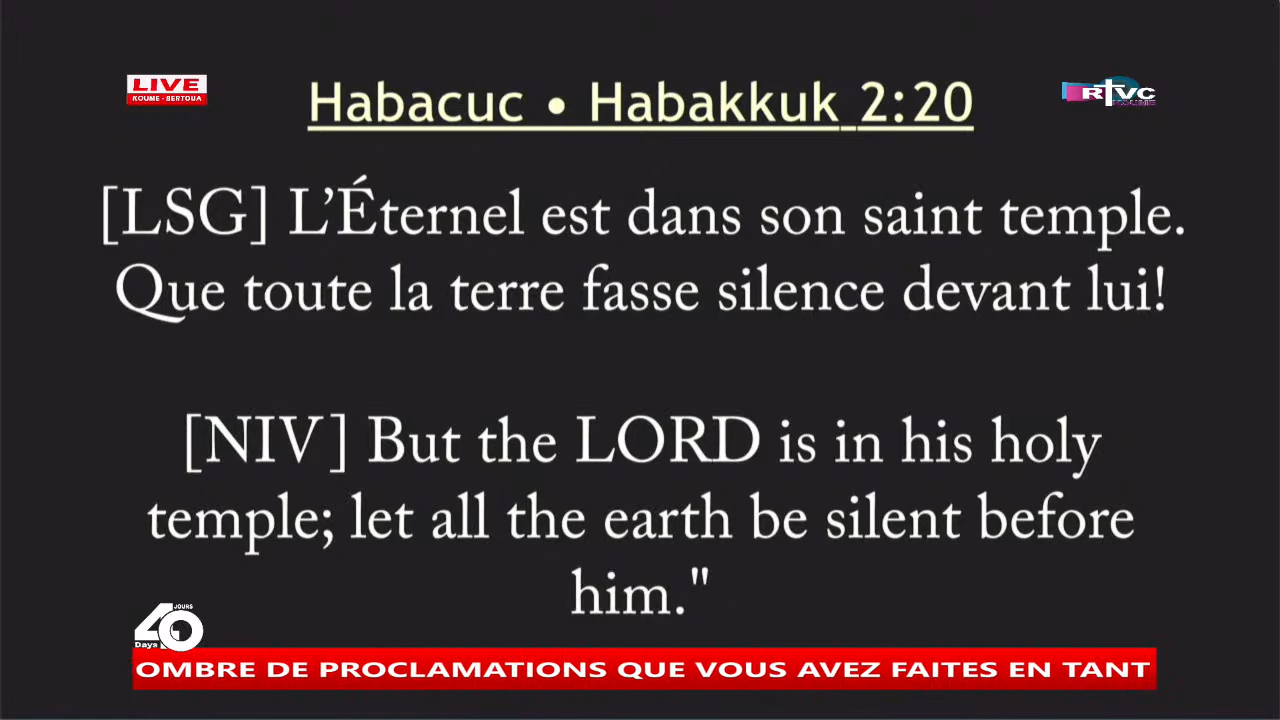 LIVE
KOUME - BERTOUA
RTVC
Habacuc • Habakkuk 2:20
[LSG] L’Éternel est dans son saint temple.
Que toute la terre fasse silence devant lui!
[NIV] But the LORD is in his holy
temple; let all the earth be silent before
him."
40
JOURS
Days
OMBRE DE PROCLAMATIONS QUE VOUS AVEZ FAITES EN TANT